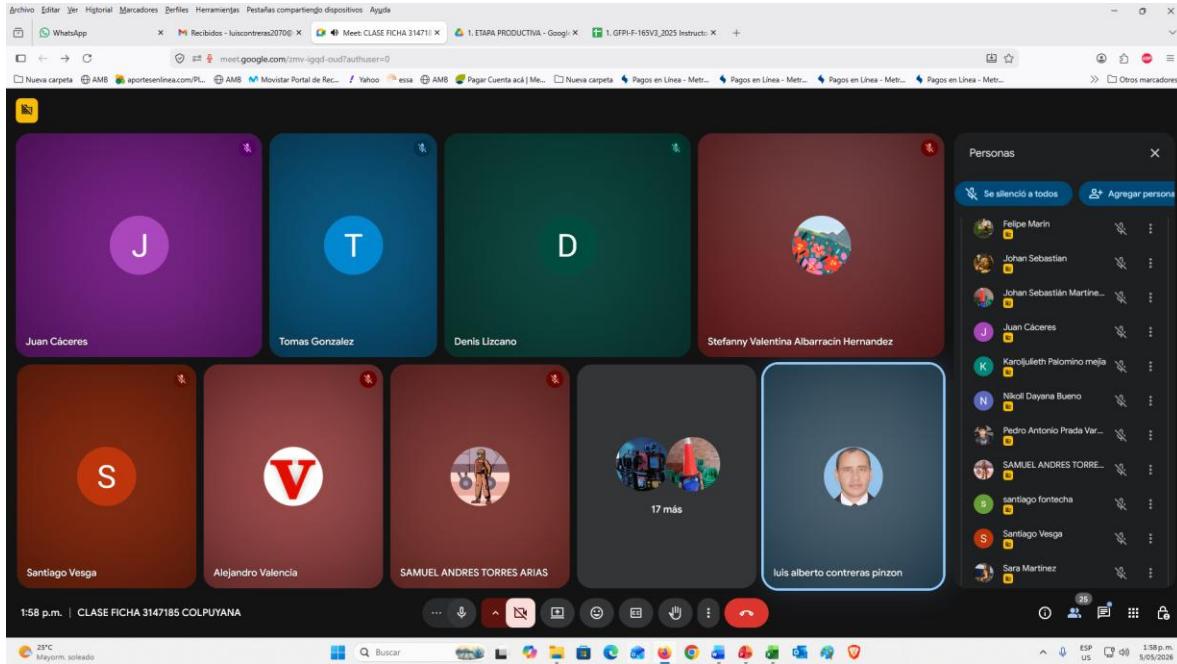 Archivo Editar Ver Historial Marcadores Perfiles Herramientas Pestañas compartiendo dispositivos Ayuda
WhatsApp
Recibidos - luiscontreras2070@
Meet: CLASE FICHA 314718
1. ETAPA PRODUCTIVA - Google
1. GFPI-F-165V3_2025 Instructo
meet.google.com/zmv-igqd-oud?authuser=0
Nueva carpeta
AMB
aportesenlinea.com/Pl...
AMB
Movistar Portal de Rec...
Yahoo
essa
AMB
Pagar Cuenta acá | Me...
Nueva carpeta
Pagos en Línea - Metr...
Pagos en Línea - Metr...
Pagos en Línea - Metr...
Pagos en Línea - Metr...
Otros marcadores
J
Juan Cáceres
T
Tomas Gonzalez
D
Denis Lizcano
Stefanny Valentina Albarracin Hernandez
S
Santiago Vesga
V
Alejandro Valencia
SAMUEL ANDRES TORRES ARIAS
17 más
luis alberto contreras pinzon
Personas
Se silenció a todos
Agregar persona
Felipe Marin
Johan Sebastian
Johan Sebastián Martine...
J Juan Cáceres
K Karoljulieth Palomino mejia
N Nikoll Dayana Bueno
Pedro Antonio Prada Var...
SAMUEL ANDRES TORRE...
s santiago fontecha
S Santiago Vesga
Sara Martinez
1:58 p.m. | CLASE FICHA 3147185 COLPUYANA
25
25°C
Mayorm. soleado
Buscar
ESP
US
1:58 p.m.
5/05/2026